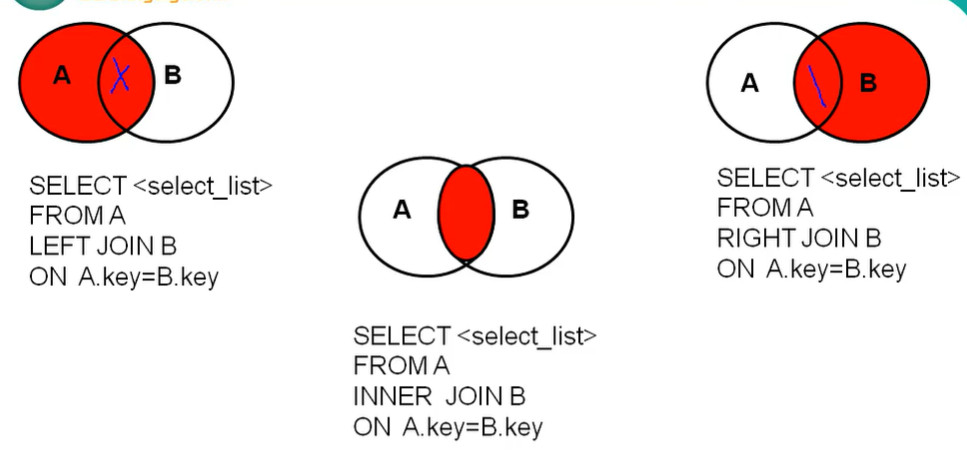 A B
SELECT <select_list>
FROM A
LEFT JOIN B
ON A.key=B.key
A B
SELECT <select_list>
FROM A
INNER JOIN B
ON A.key=B.key
A B
SELECT <select_list>
FROM A
RIGHT JOIN B
ON A.key=B.key